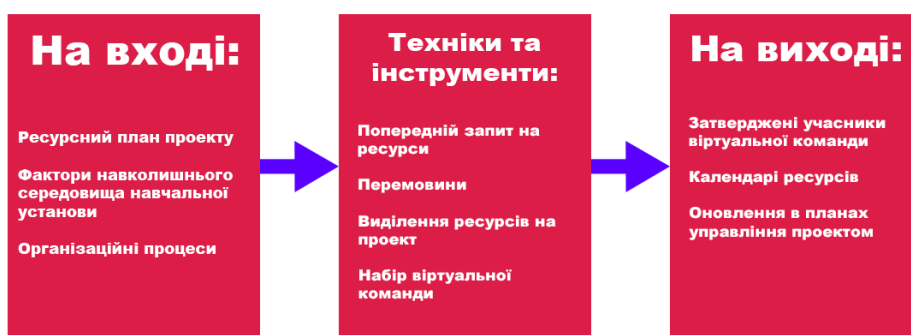 На вході:
Ресурсний план проекту
Фактори навколишнього
середовища навчальної
установи
Організаційні процеси
Техніки та
інструменти:
Попередній запит на
ресурси
Перемовини
Виділення ресурсів на
проект
Набір віртуальної
команди
На виході:
Затверджені учасники
віртуальної команди
Календарі ресурсів
Оновлення в планах
управління проектом